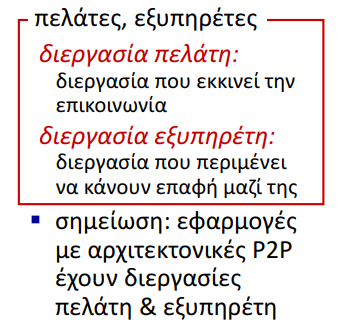 πελάτες, εξυπηρέτες
διεργασία πελάτη:
διεργασία που εκκινεί την
επικοινωνία
διεργασία εξυπηρέτη:
διεργασία που περιμένει
να κάνουν επαφή μαζί της
▪ σημείωση: εφαρμογές
με αρχιτεκτονικές P2P
έχουν διεργασίες
πελάτη & εξυπηρέτη